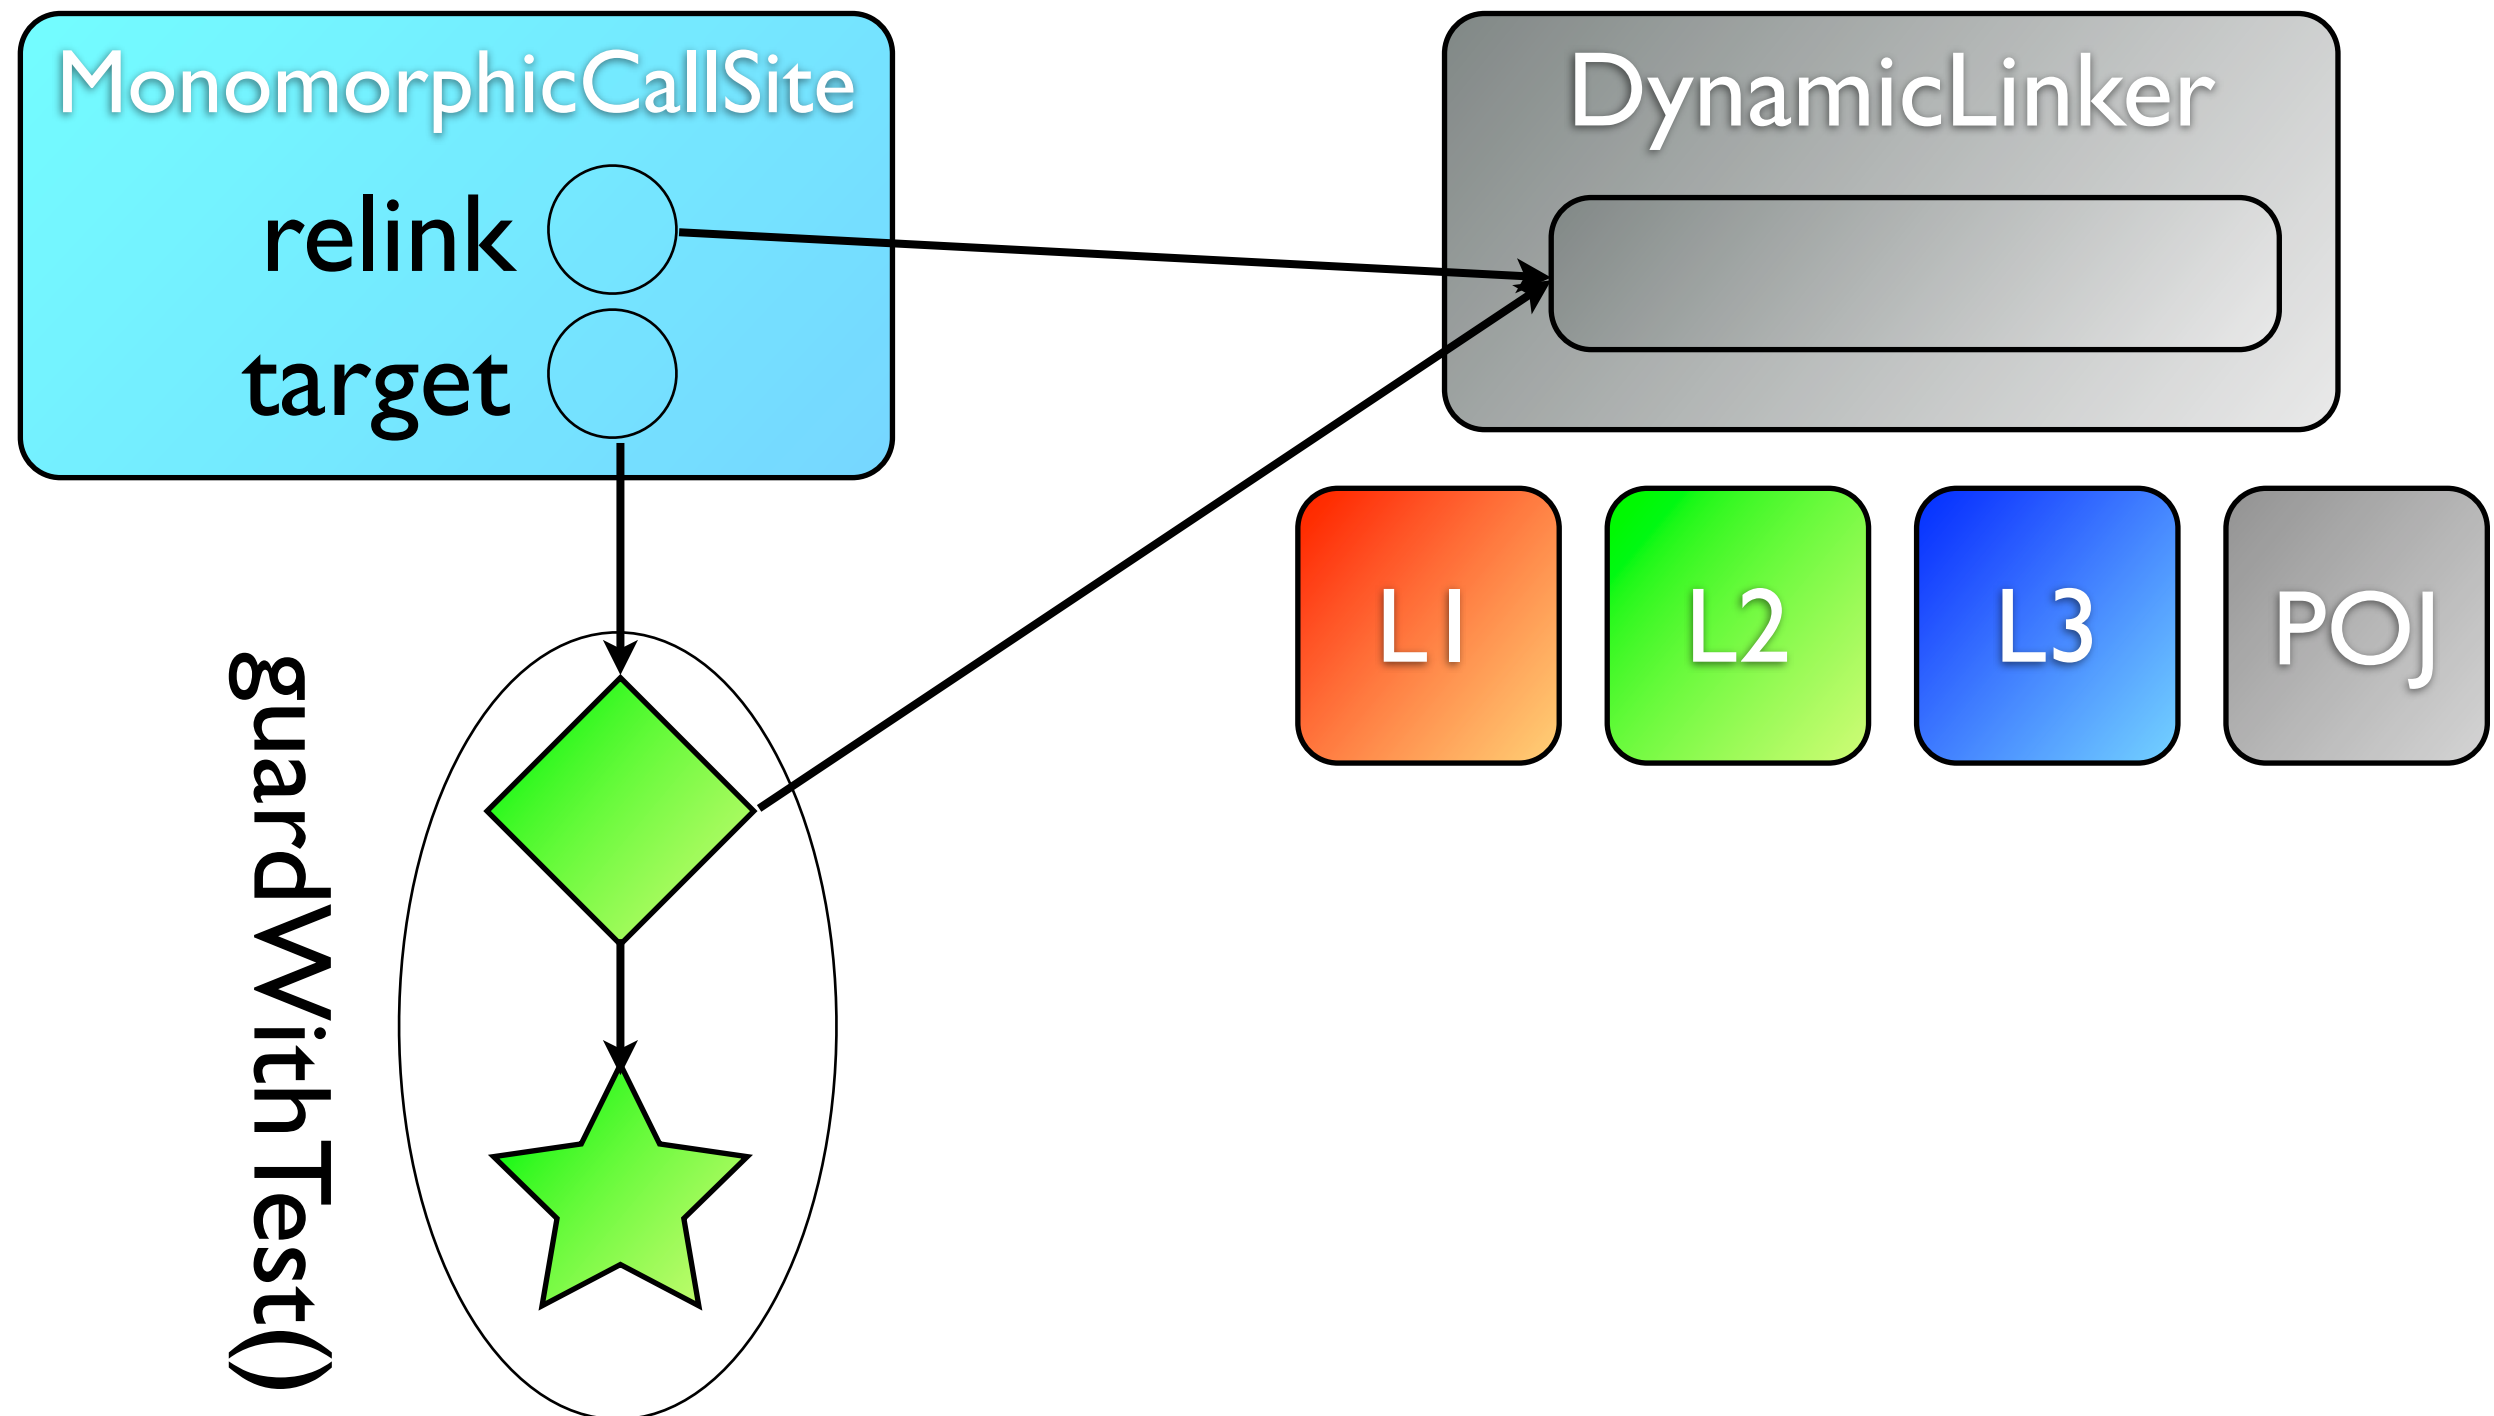 MonomorphicCallSite
relink
target
DynamicLinker
L1
L2
L3
POJ
guardWithTest()